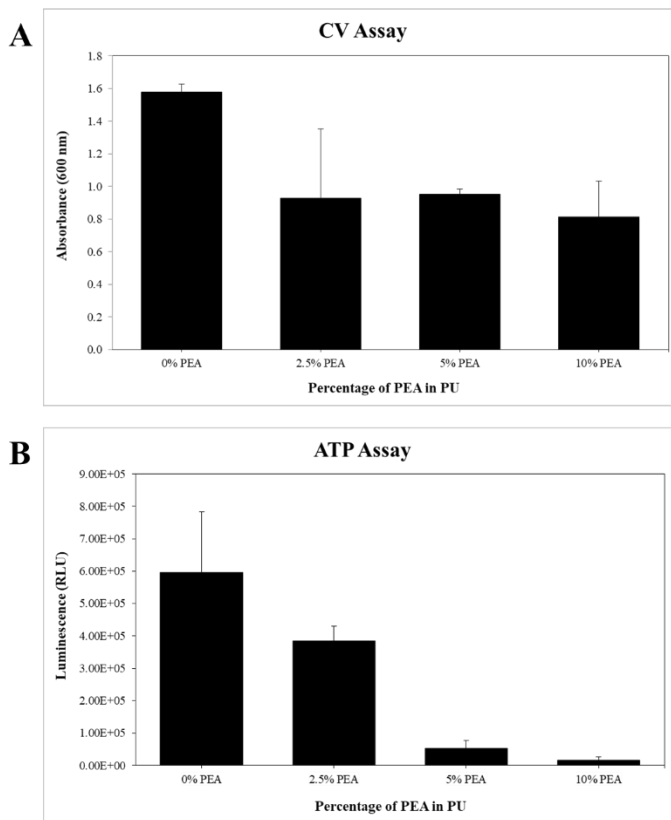 A
CV Assay
Absorbance (600 nm)
1.8
1.6
1.4
1.2
1.0
0.8
0.6
0.4
0.2
0.0
0% PEA 2.5% PEA 5% PEA 10% PEA
Percentage of PEA in PU
B
ATP Assay
Luminescence (RLU)
9.00E+05
8.00E+05
7.00E+05
6.00E+05
5.00E+05
4.00E+05
3.00E+05
2.00E+05
1.00E+05
0.00E+00
0% PEA 2.5% PEA 5% PEA 10% PEA
Percentage of PEA in PU